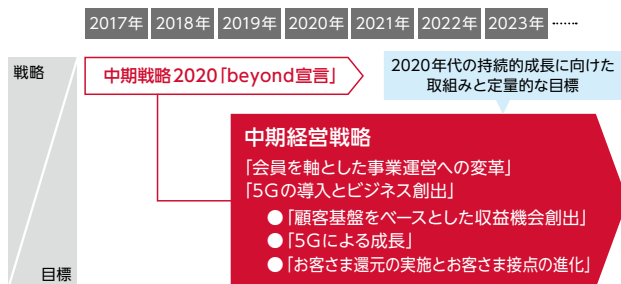 2017年 2018年 2019年 2020年 2021年 2022年 2023年 ……
戦略
中期戦略2020「beyond宣言」
2020年代の持続的成長に向けた
取組みと定量的な目標
中期経営戦略
「会員を軸とした事業運営への変革」
「5Gの導入とビジネス創出」
●「顧客基盤をベースとした収益機会創出」
●「5Gによる成長」
●「お客さま還元の実施とお客さま接点の進化」
目標